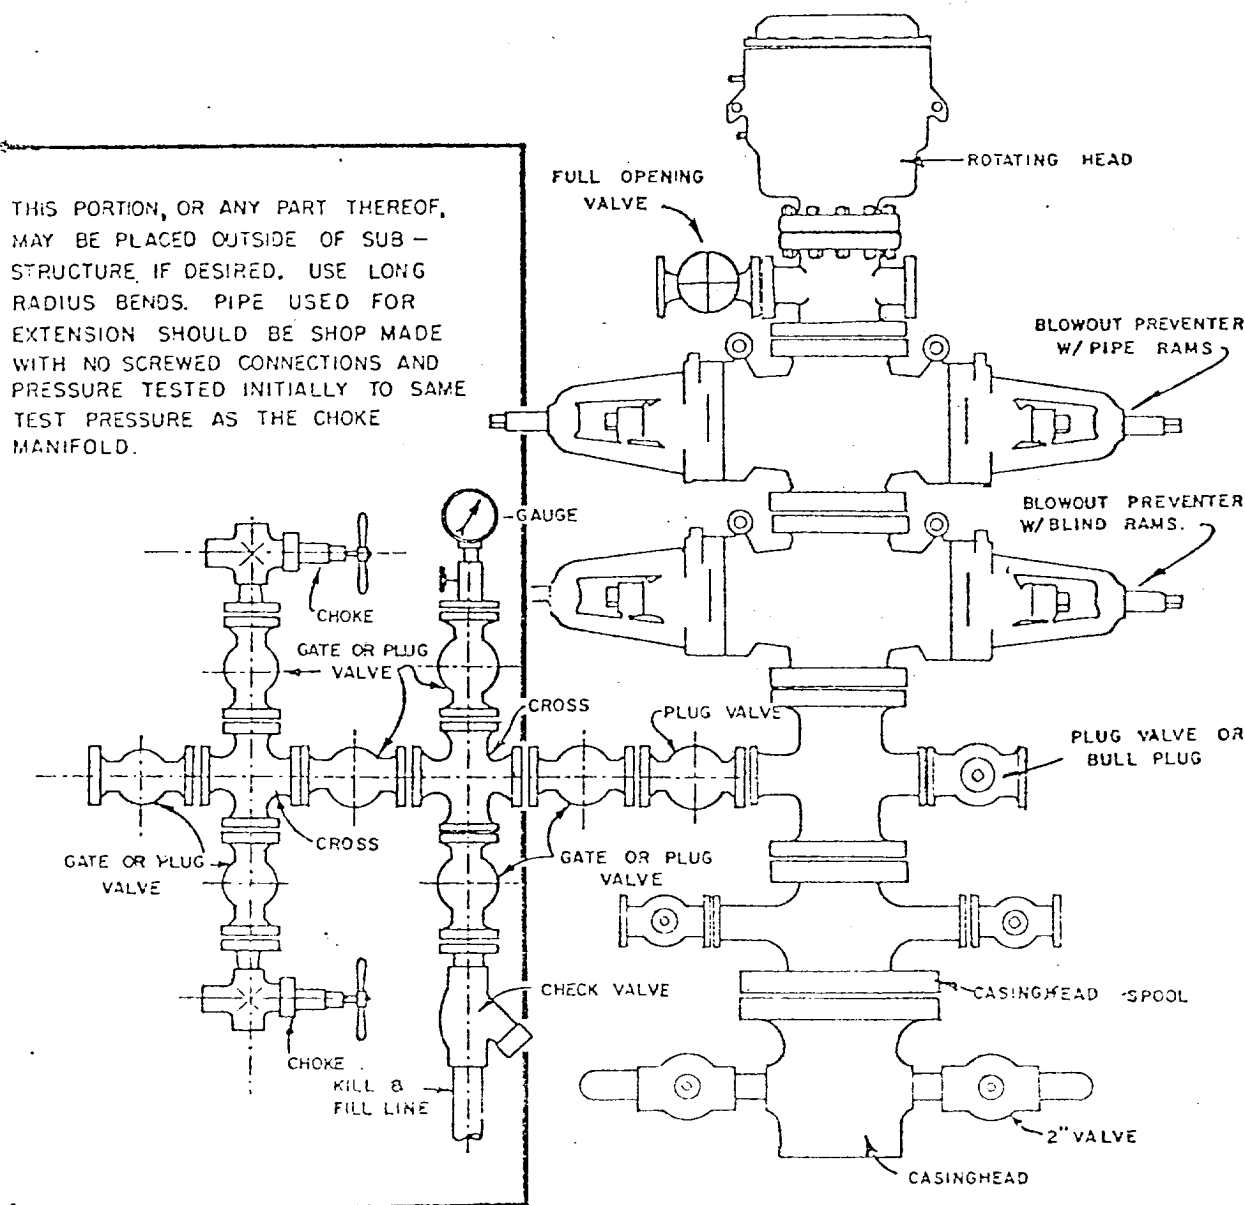 ROTATING HEAD
FULL OPENING
VALVE
THIS PORTION, OR ANY PART THEREOF,
MAY BE PLACED OUTSIDE OF SUB-
STRUCTURE IF DESIRED. USE LONG
RADIUS BENDS. PIPE USED FOR
EXTENSION SHOULD BE SHOP MADE
WITH NO SCREWED CONNECTIONS AND
PRESSURE TESTED INITIALLY TO SAME
TEST PRESSURE AS THE CHOKE
MANIFOLD.
BLOWOUT PREVENTER
W/PIPE RAMS
BLOWOUT PREVENTER
W/BLIND RAMS.
GAUGE
CHOKE
GATE OR PLUG
VALVE
CROSS
PLUG VALVE
PLUG VALVE OR
BULL PLUG
CROSS
GATE OR PLUG
VALVE
GATE OR PLUG
VALVE
CHECK VALVE
CASINGHEAD SPOOL
CHOKE
KILL &
FILL LINE
2" VALVE
CASINGHEAD